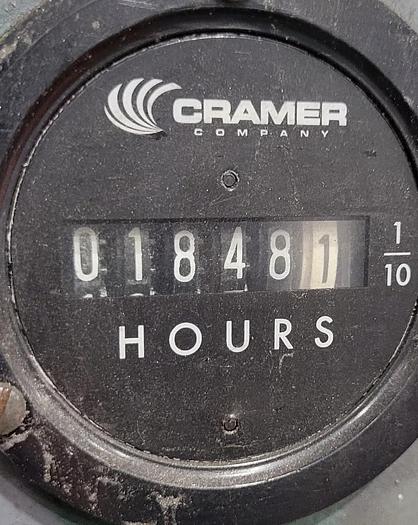 CRAMER
COMPANY
018481 1/10
HOURS